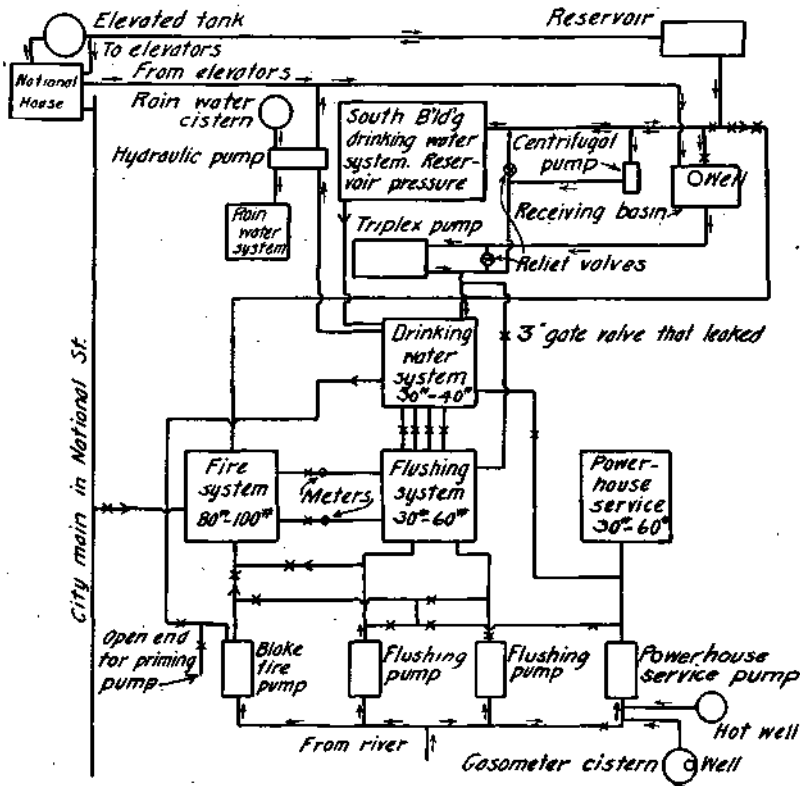 Elevated tank
Reservoir
To elevators
From elevators
National
House
Rain water
cistern
Hydraulic pump
Rain
water
system
South B'ld'g
drinking water
system. Reser-
voir pressure
Centrifugal
pump
Well
Receiving basin
Triplex pump
Relief valves
3" gate valve that leaked
Drinking
water
system
30#-40#
City main in National St.
Fire
system
80#-100#
Meters
Flushing
system
30#-60#
Power-
house
service
30#-60#
Open end
for priming
pump
Blake
fire
pump
Flushing
pump
Flushing
pump
Powerhouse
service pump
From river
Hot well
Gasometer cistern
Well